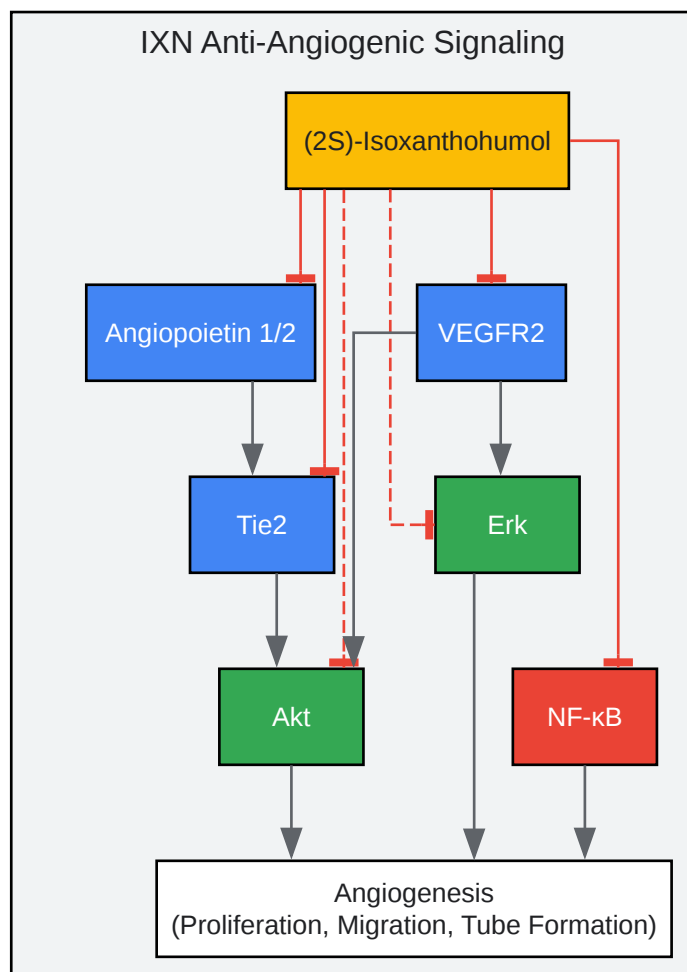 IXN Anti-Angiogenic Signaling
(2S)-Isoxanthohumol
Angiopoietin 1/2
VEGFR2
Tie2
Erk
Akt
NF-κB
Angiogenesis
(Proliferation, Migration, Tube Formation)